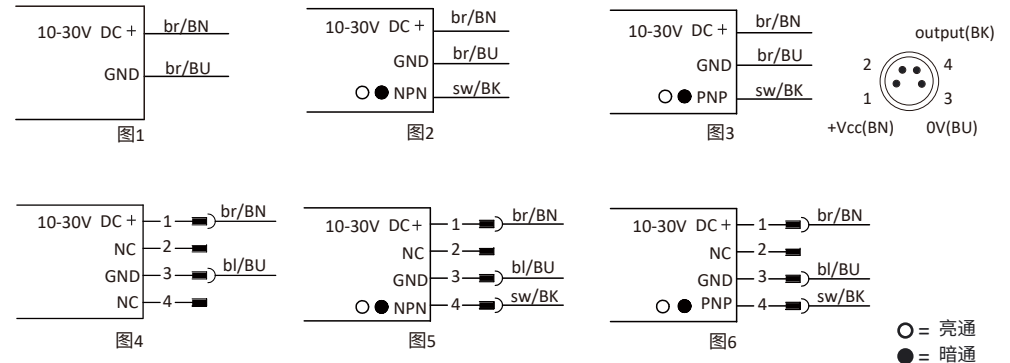 10-30V DC +
br/BN
GND
br/BU
图1
10-30V DC +
br/BN
GND
br/BU
NPN
sw/BK
图2
10-30V DC +
br/BN
GND
br/BU
PNP
sw/BK
图3
output(BK)
2
4
1
3
+Vcc(BN)
0V(BU)
10-30V DC +
1
br/BN
NC
2
GND
3
bl/BU
NC
4
图4
10-30V DC+
1
br/BN
NC
2
GND
3
bl/BU
NPN
4
sw/BK
图5
10-30V DC +
1
br/BN
NC
2
GND
3
bl/BU
PNP
4
sw/BK
图6
= 亮通
= 暗通